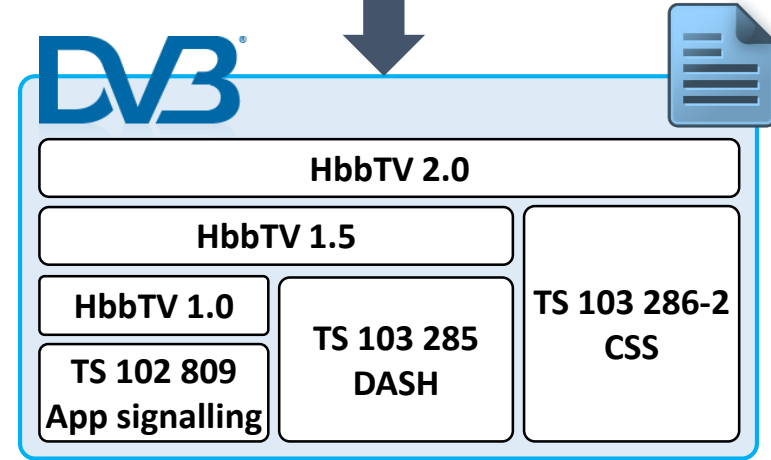 DVB®
HbbTV 2.0
HbbTV 1.5
HbbTV 1.0
TS 102 809
App signalling
TS 103 285
DASH
TS 103 286-2
CSS